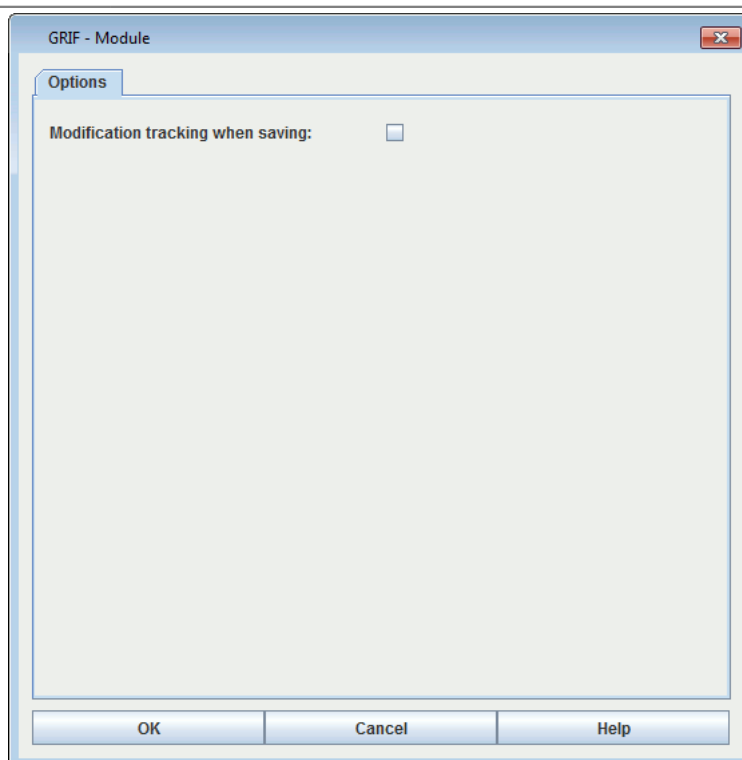 GRIF - Module
Options
Modification tracking when saving:
OK Cancel Help